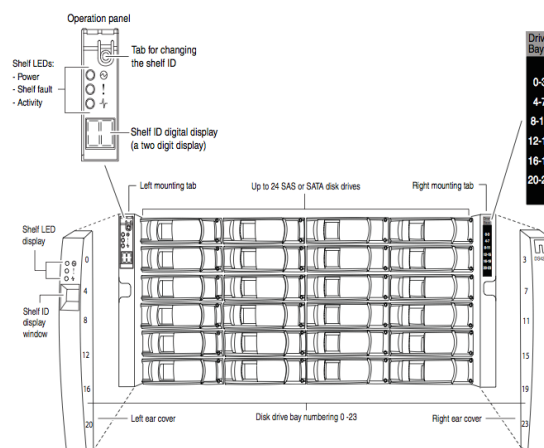 Operation panel
Tab for changing
the shelf ID
Shelf LEDs:
- Power
- Shelf fault
- Activity
Shelf ID digital display
(a two digit display)
Left mounting tab
Up to 24 SAS or SATA disk drives
Right mounting tab
Shelf LED
display
Shelf ID
display
window
0
4
8
12
16
20
3
7
11
15
19
23
Left ear cover
Disk drive bay numbering 0 -23
Right ear cover